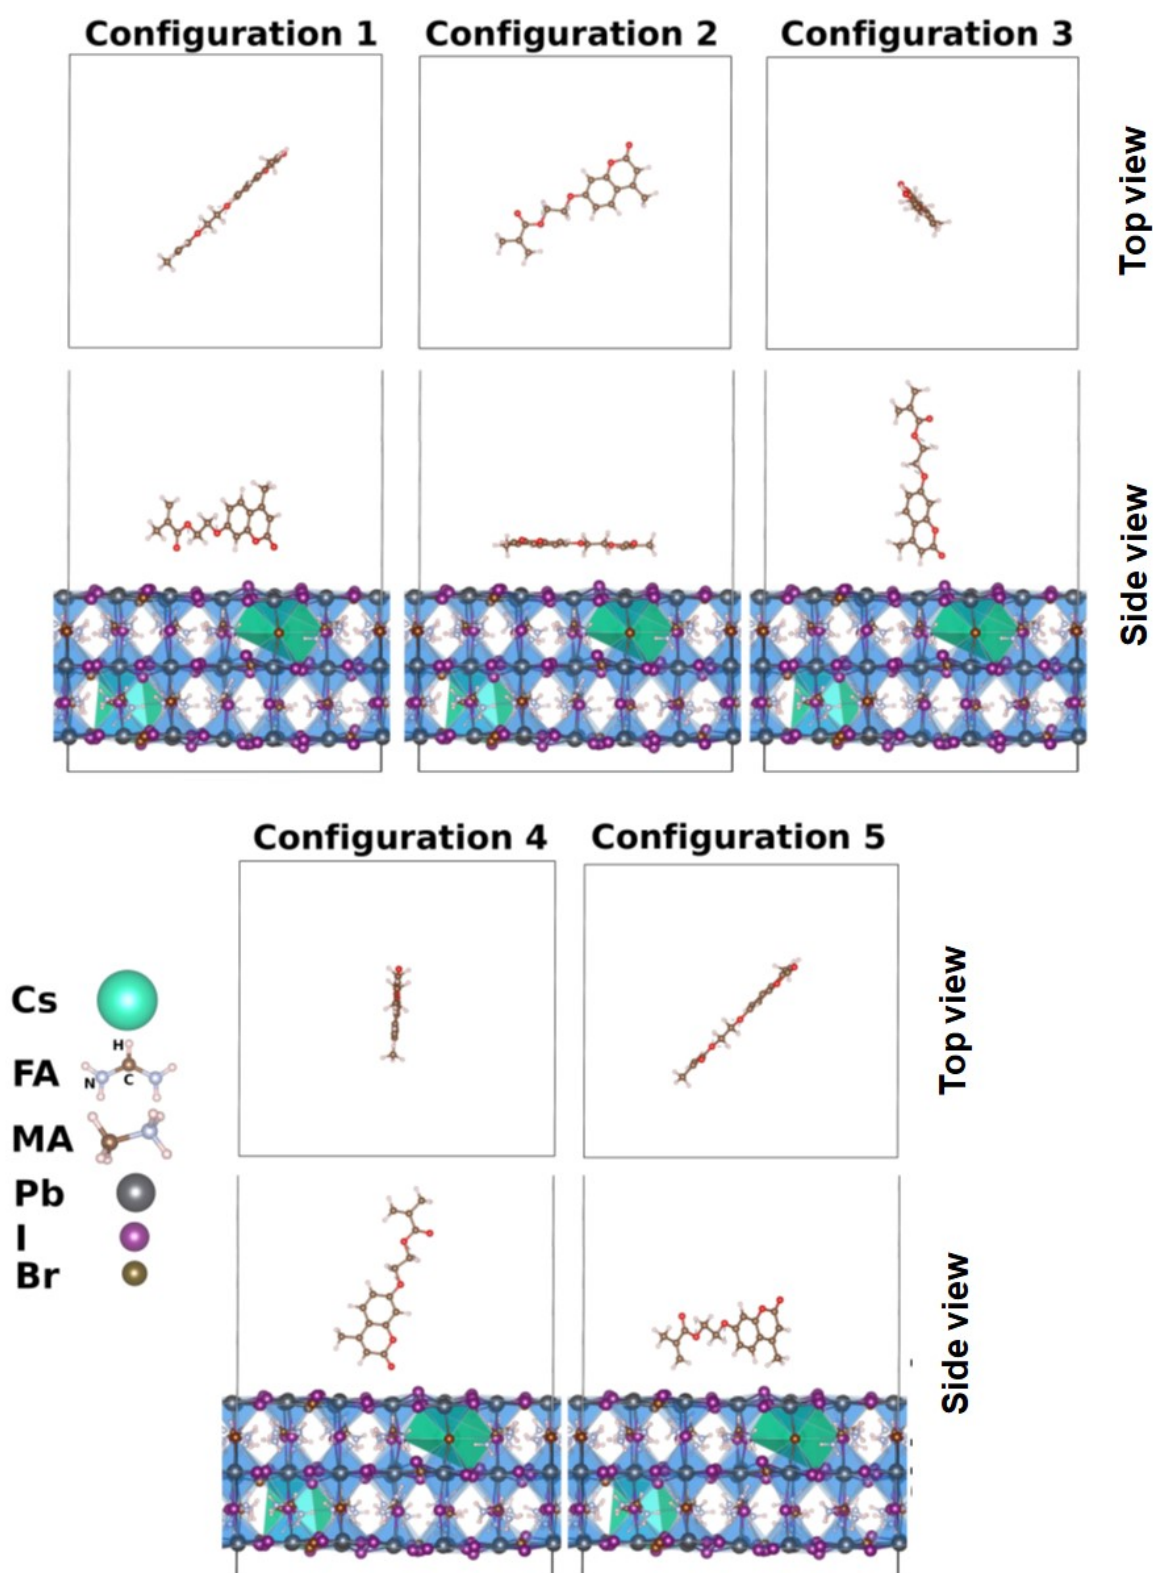 Configuration 1 Configuration 2 Configuration 3
Top view
Side view
Configuration 4 Configuration 5
Top view
Cs
H
FA
N C
MA
Pb
I
Br
Side view